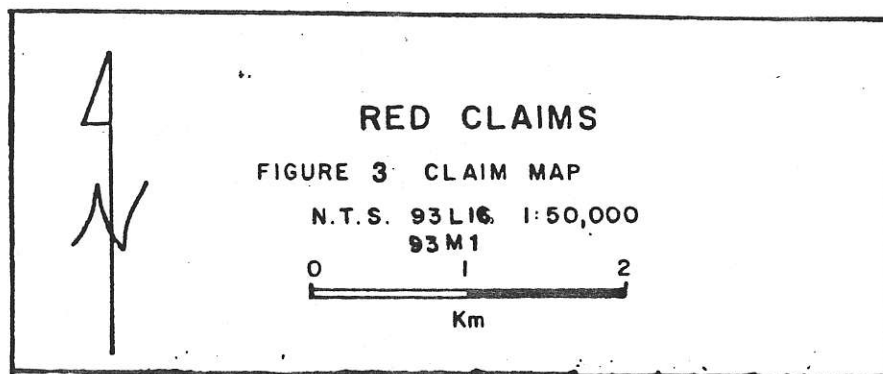 RED CLAIMS
FIGURE 3 CLAIM MAP
N.T.S. 93L16, 1:50,000
93M1
0 1 2
Km
N